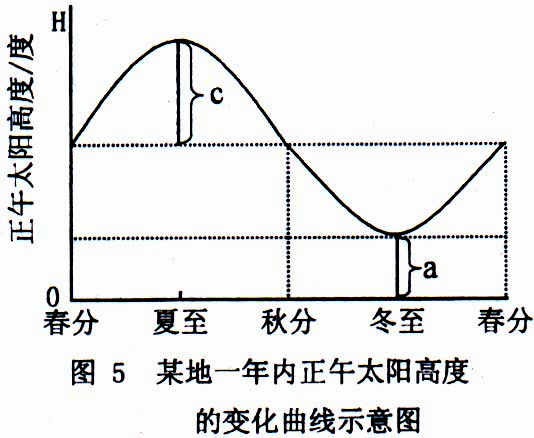 H
正午太阳高度/度
c
a
0
春分 夏至 秋分 冬至 春分
图 5 某地一年内正午太阳高度
的变化曲线示意图